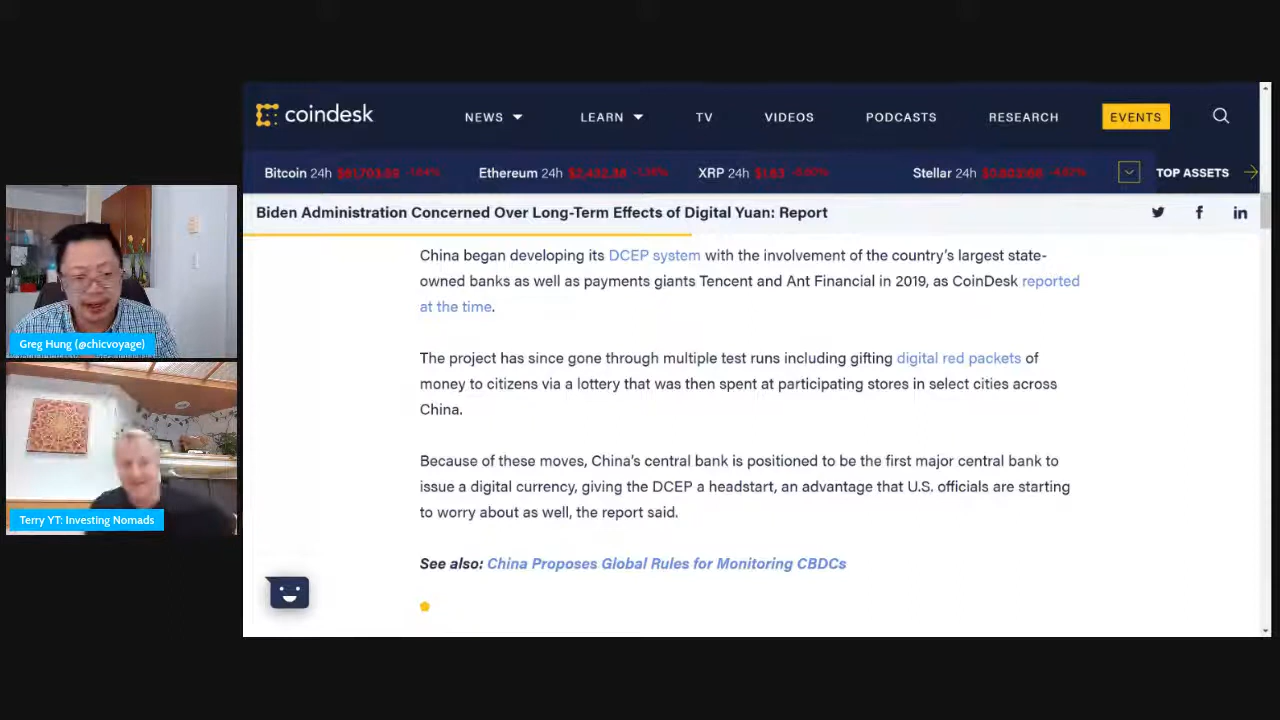 coindesk
NEWS
LEARN
TV
VIDEOS
PODCASTS
RESEARCH
EVENTS
Bitcoin 24h
Ethereum 24h
XRP 24h $1.63
Stellar 24h
TOP ASSETS
Biden Administration Concerned Over Long-Term Effects of Digital Yuan: Report
China began developing its DCEP system with the involvement of the country's largest state-
owned banks as well as payments giants Tencent and Ant Financial in 2019, as CoinDesk reported
at the time.
The project has since gone through multiple test runs including gifting digital red packets of
money to citizens via a lottery that was then spent at participating stores in select cities across
China.
Because of these moves, China's central bank is positioned to be the first major central bank to
issue a digital currency, giving the DCEP a headstart, an advantage that U.S. officials are starting
to worry about as well, the report said.
See also: China Proposes Global Rules for Monitoring CBDCs
Greg Hung (@chicvoyage)
Terry YT: Investing Nomads